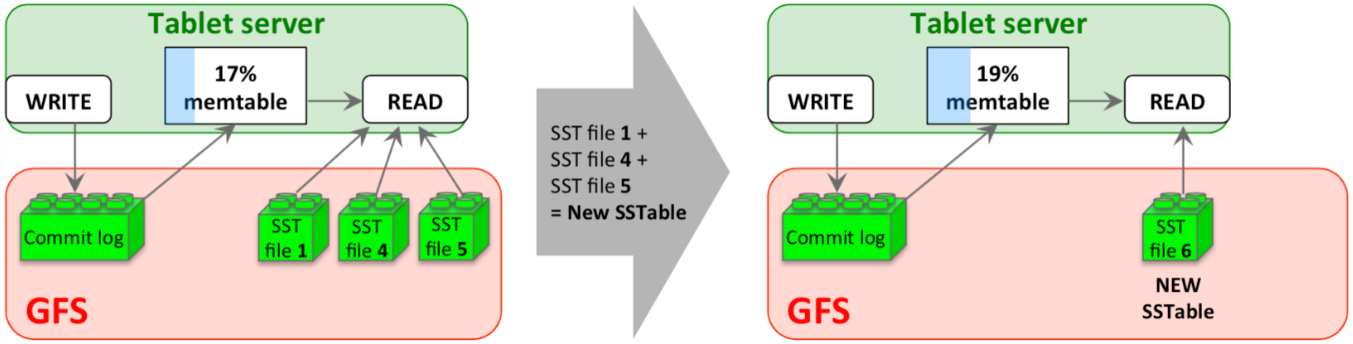 Tablet server
17%
memtable
WRITE
READ
Commit log
SST
file 1
SST
file 4
SST
file 5
GFS
SST file 1 +
SST file 4 +
SST file 5
= New SSTable
Tablet server
19%
memtable
WRITE
READ
Commit log
SST
file 6
NEW
SSTable
GFS